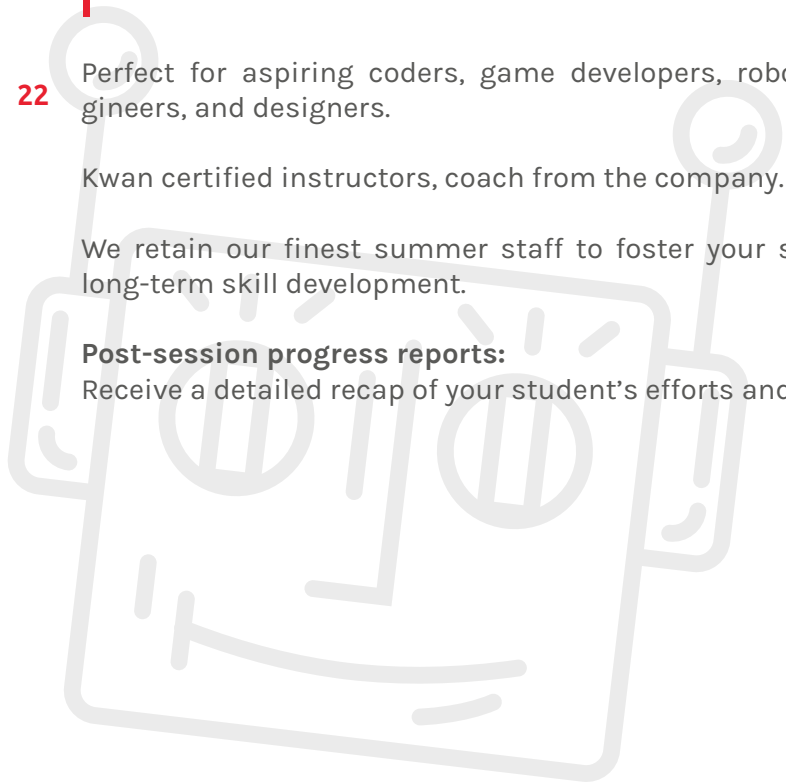 22
Perfect for aspiring coders, game developers,
gineers, and designers.
Kwan certified instructors, coach from the company.
We retain our finest summer staff to foster your
long-term skill development.
Post-session progress reports:
Receive a detailed recap of your student’s efforts and